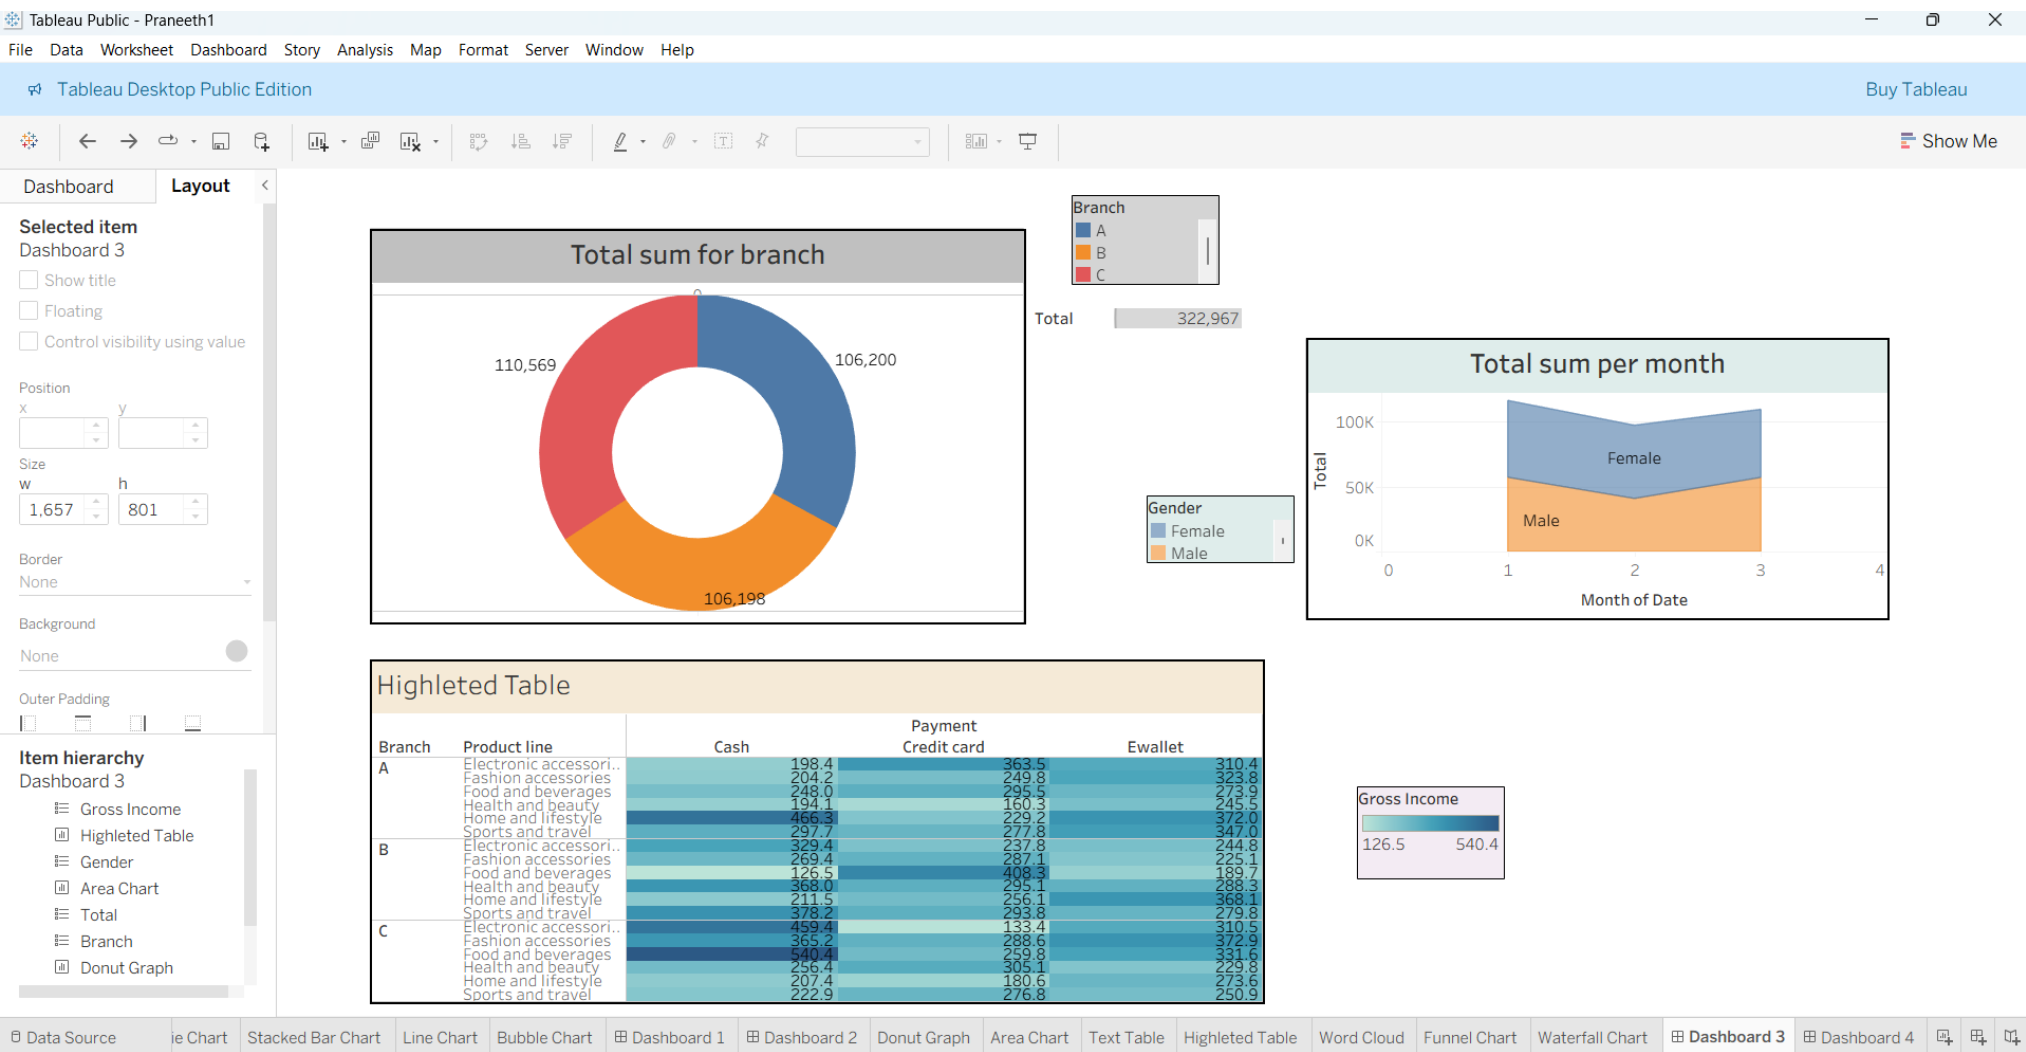 Tableau Public - Praneeth1
File Data Worksheet Dashboard Story Analysis Map Format Server Window Help
Tableau Desktop Public Edition
Buy Tableau
Show Me
Dashboard Layout
Selected item
Dashboard 3
Show title
Floating
Control visibility using value
Position
x y
Size
w h
1,657 801
Border
None
Background
None
Outer Padding
Item hierarchy
Dashboard 3
Gross Income
Highleted Table
Gender
Area Chart
Total
Branch
Donut Graph
Total sum for branch
0
110,569
106,200
106,198
Branch
A
B
C
Total 322,967
Total sum per month
100K
50K
0K
Total
Female
Male
0 1 2 3 4
Month of Date
Gender
Female
Male
Highleted Table
Payment
Branch Product line Cash Credit card Ewallet
A Electronic accessori.. 198.4 363.5 310.4
Fashion accessories 204.2 249.8 323.8
Food and beverages 248.0 295.5 273.9
Health and beauty 194.1 160.3 245.5
Home and lifestyle 466.3 229.2 372.0
Sports and travel 297.7 277.8 347.0
B Electronic accessori.. 329.4 237.8 244.8
Fashion accessories 269.4 287.1 225.1
Food and beverages 126.5 408.3 189.7
Health and beauty 368.0 295.1 288.3
Home and lifestyle 211.5 256.1 368.1
Sports and travel 378.2 293.8 279.8
C Electronic accessori.. 459.4 133.4 310.5
Fashion accessories 365.2 288.6 372.9
Food and beverages 540.4 259.8 331.6
Health and beauty 256.4 305.1 229.8
Home and lifestyle 207.4 180.6 273.6
Sports and travel 222.9 276.8 250.9
Gross Income
126.5 540.4
Data Source ie Chart Stacked Bar Chart Line Chart Bubble Chart Dashboard 1 Dashboard 2 Donut Graph Area Chart Text Table Highleted Table Word Cloud Funnel Chart Waterfall Chart Dashboard 3 Dashboard 4